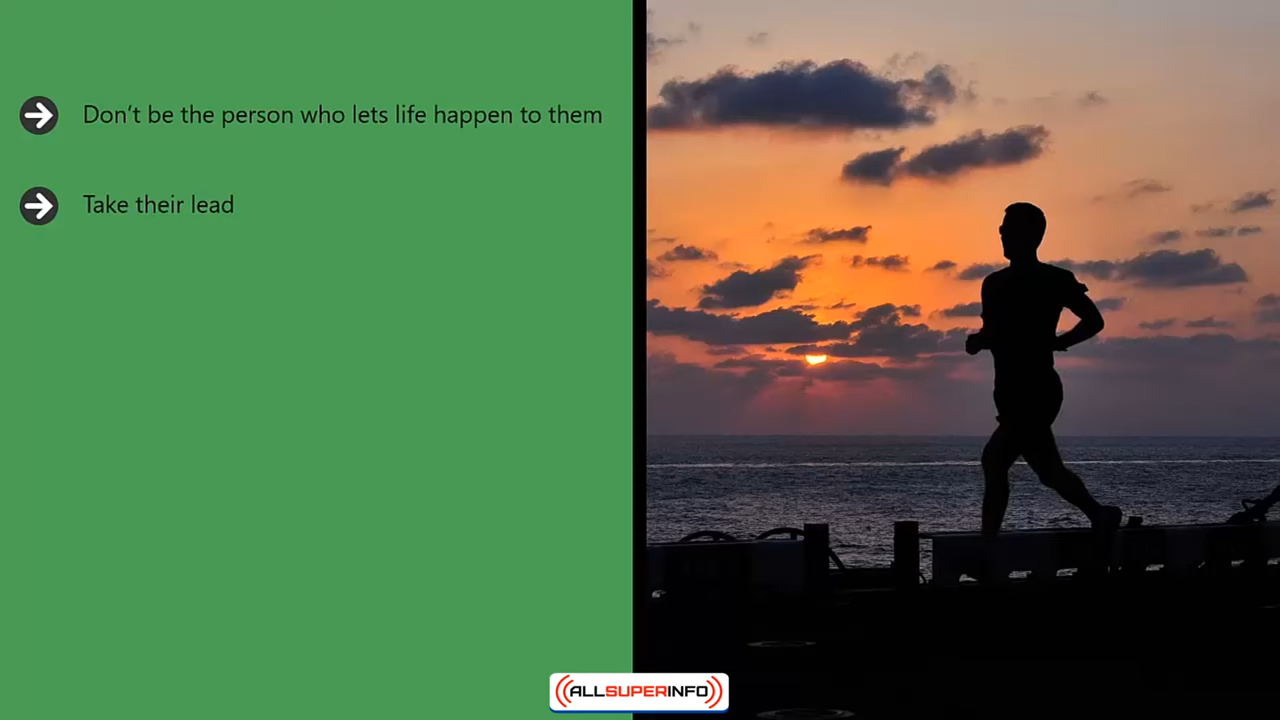 Don’t be the person who lets life happen to them
Take their lead
ALLSUPERINFO